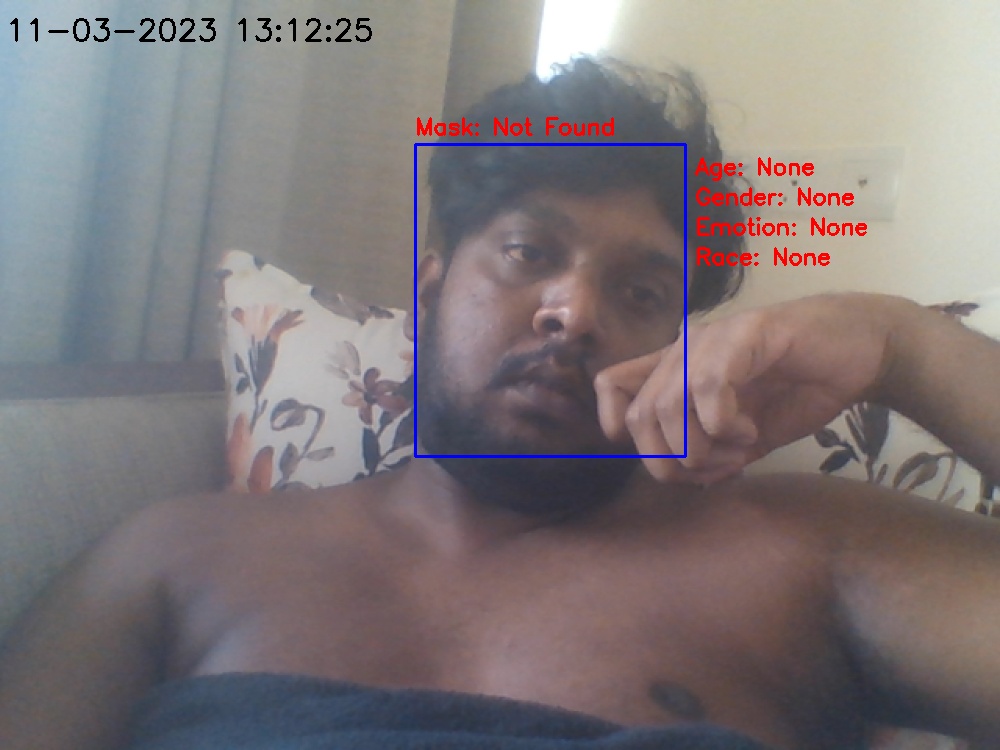 11-03-2023 13:12:25
Mask: Not Found
Age: None
Gender: None
Emotion: None
Race: None